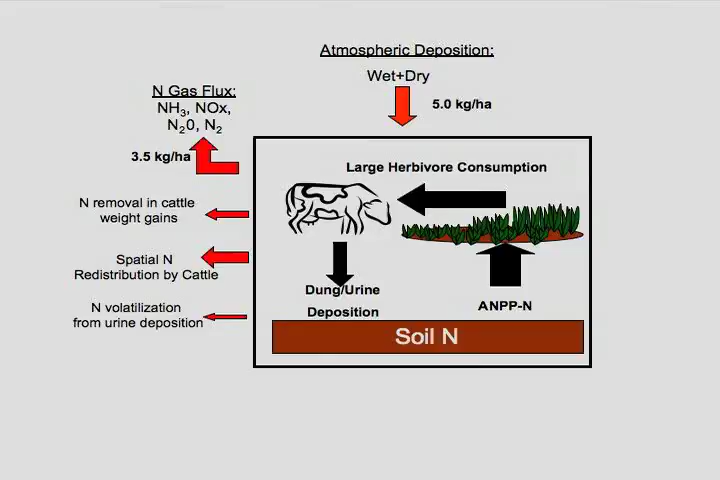 Atmospheric Deposition:
Wet+Dry
5.0 kg/ha
N Gas Flux:
NH3, NOx,
N20, N2
3.5 kg/ha
Large Herbivore Consumption
N removal in cattle
weight gains
Spatial N
Redistribution by Cattle
N volatilization
from urine deposition
Dung/Urine
Deposition
ANPP-N
Soil N